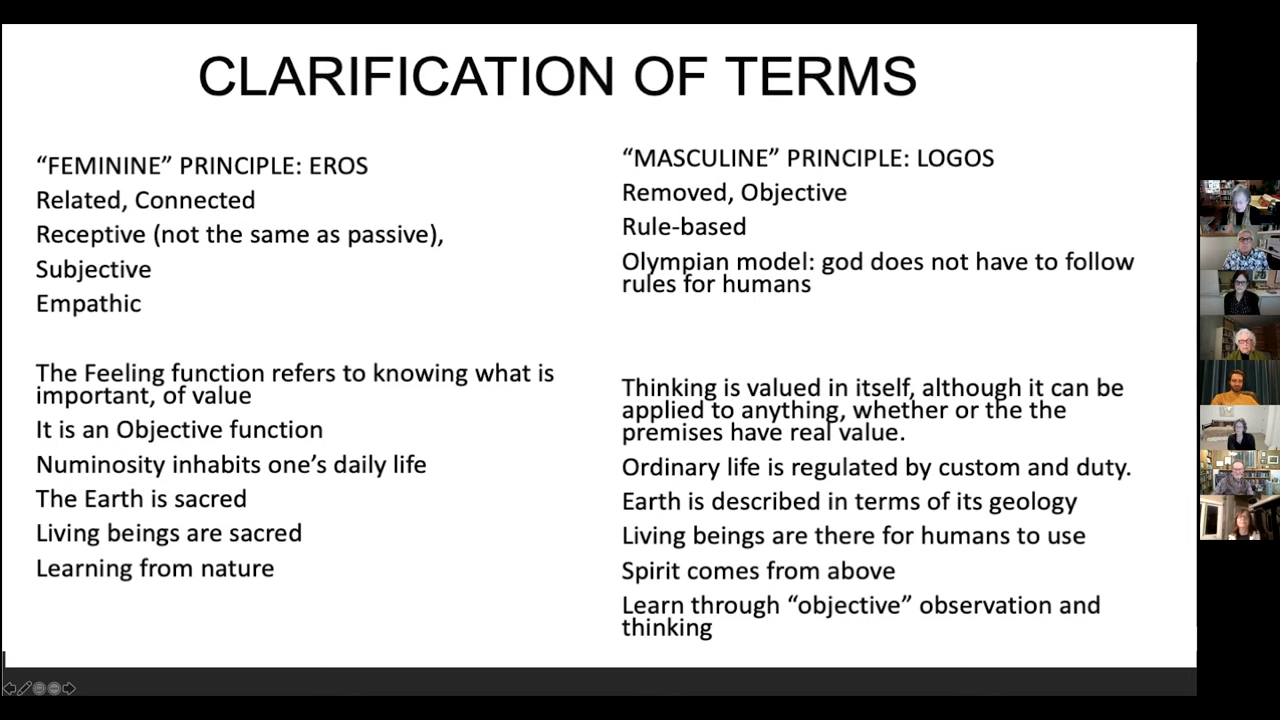 CLARIFICATION OF TERMS
“FEMININE” PRINCIPLE: EROS
Related, Connected
Receptive (not the same as passive),
Subjective
Empathic
The Feeling function refers to knowing what is
important, of value
It is an Objective function
Numinosity inhabits one’s daily life
The Earth is sacred
Living beings are sacred
Learning from nature
“MASCULINE” PRINCIPLE: LOGOS
Removed, Objective
Rule-based
Olympian model: god does not have to follow
rules for humans
Thinking is valued in itself, although it can be
applied to anything, whether or the the
premises have real value.
Ordinary life is regulated by custom and duty.
Earth is described in terms of its geology
Living beings are there for humans to use
Spirit comes from above
Learn through “objective” observation and
thinking